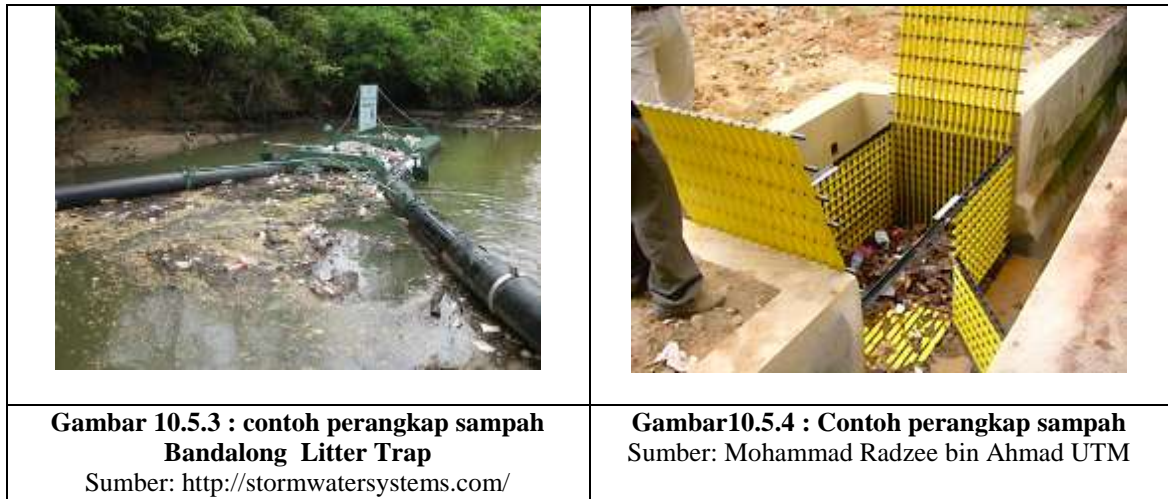 Gambar 10.5.3 : contoh perangkap sampah
Bandalong  Litter Trap
Sumber: http://stormwatersystems.com/
Gambar10.5.4 : Contoh perangkap sampah
Sumber: Mohammad Radzee bin Ahmad UTM